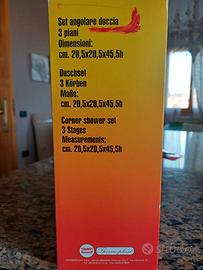 Set angolare doccia
3 piani
Dimensioni:
cm. 20,5x20,5x45,5h
Duschset
3 Körben
Maße:
cm. 20,5x20,5x45,5h
Corner shower set
3 Stages
Measurements:
cm. 20,5x20,5x45,5h